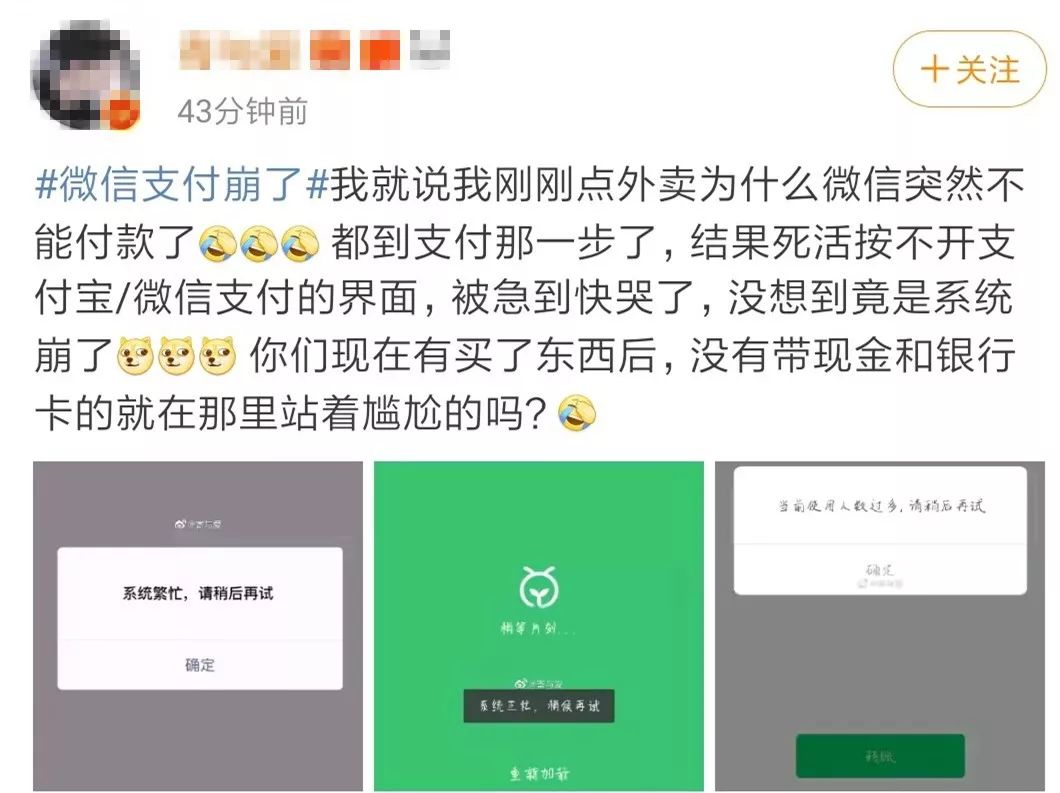 +关注
43分钟前
#微信支付崩了#我就说我刚刚点外卖为什么微信突然不
能付款了🤣🤣🤣 都到支付那一步了，结果死活按不开支
付宝/微信支付的界面，被急到快哭了，没想到竟是系统
崩了 你们现在有买了东西后，没有带现金和银行
卡的就在那里站着尴尬的吗？🤣
系统繁忙，请稍后再试
确定
稍等片刻...
系统正忙，稍候再试
重新加载
当前使用人数过多，请稍后再试
确定
转账